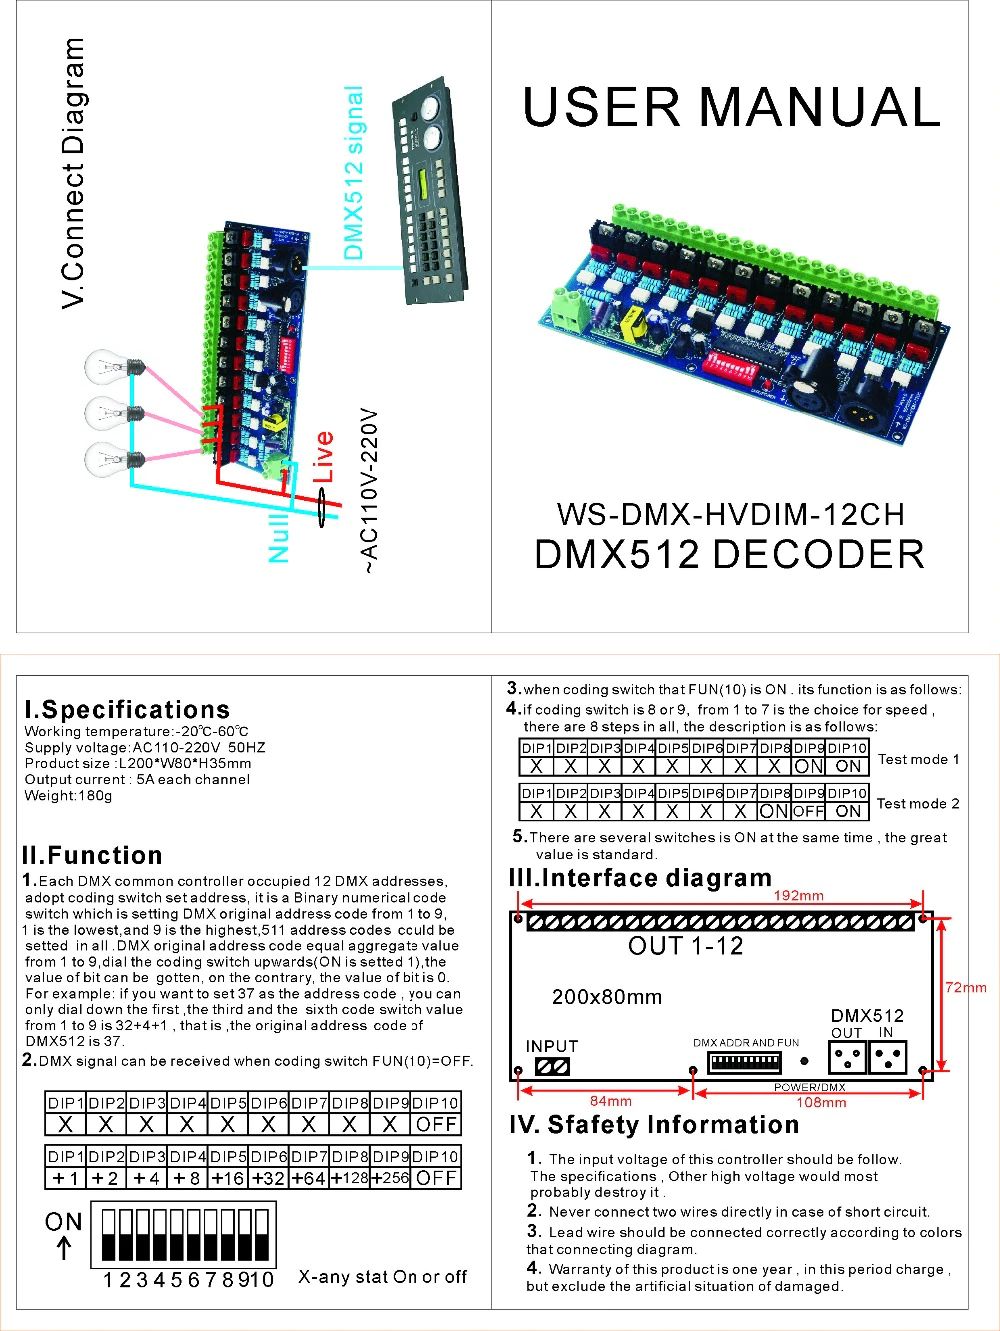 V.Connect Diagram
DMX512 signal
Live
Null
~AC110V-220V
USER MANUAL
WS-DMX-HVDIM-12CH
DMX512 DECODER
I.Specifications
Working temperature:-20℃-60℃
Supply voltage:AC110-220V 50HZ
Product size :L200*W80*H35mm
Output current : 5A each channel
Weight:180g
II.Function
1.Each DMX common controller occupied 12 DMX addresses,
adopt coding switch set address, it is a Binary numerical code
switch which is setting DMX original address code from 1 to 9,
1 is the lowest,and 9 is the highest,511 address codes could be
setted in all .DMX original address code equal aggregate value
from 1 to 9,dial the coding switch upwards(ON is setted 1),the
value of bit can be gotten, on the contrary, the value of bit is 0.
For example: if you want to set 37 as the address code , you can
only dial down the first ,the third and the sixth code switch value
from 1 to 9 is 32+4+1 , that is ,the original address code of
DMX512 is 37.
2.DMX signal can be received when coding switch FUN(10)=OFF.
DIP1 DIP2 DIP3 DIP4 DIP5 DIP6 DIP7 DIP8 DIP9 DIP10
X X X X X X X X X OFF
DIP1 DIP2 DIP3 DIP4 DIP5 DIP6 DIP7 DIP8 DIP9 DIP10
+1 +2 +4 +8 +16 +32 +64 +128 +256 OFF
ON
1 2 3 4 5 6 7 8 9 10
X-any stat On or off
3.when coding switch that FUN(10) is ON . its function is as follows:
4.if coding switch is 8 or 9, from 1 to 7 is the choice for speed ,
there are 8 steps in all, the description is as follows:
DIP1 DIP2 DIP3 DIP4 DIP5 DIP6 DIP7 DIP8 DIP9 DIP10
X X X X X X X X ON ON
Test mode 1
DIP1 DIP2 DIP3 DIP4 DIP5 DIP6 DIP7 DIP8 DIP9 DIP10
X X X X X X X ON OFF ON
Test mode 2
5.There are several switches is ON at the same time , the great
value is standard.
III.Interface diagram
192mm
OUT 1-12
200x80mm
72mm
DMX512
OUT IN
INPUT
DMX ADDR AND FUN
POWER/DMX
84mm
108mm
IV. Sfafety Information
1. The input voltage of this controller should be follow.
The specifications , Other high voltage would most
probably destroy it .
2. Never connect two wires directly in case of short circuit.
3. Lead wire should be connected correctly according to colors
that connecting diagram.
4. Warranty of this product is one year , in this period charge ,
but exclude the artificial situation of damaged.